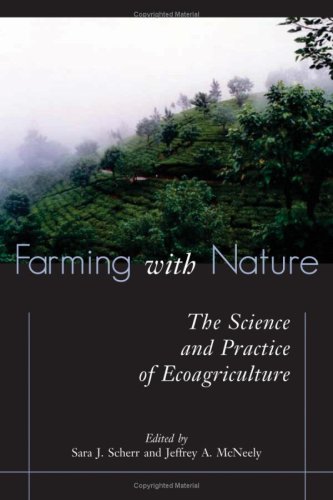 Copyrighted Material
Farming with Nature
The Science
and Practice
of Ecoagriculture
Edited by
Sara J. Scherr and Jeffrey A. McNeely
Copyrighted Material